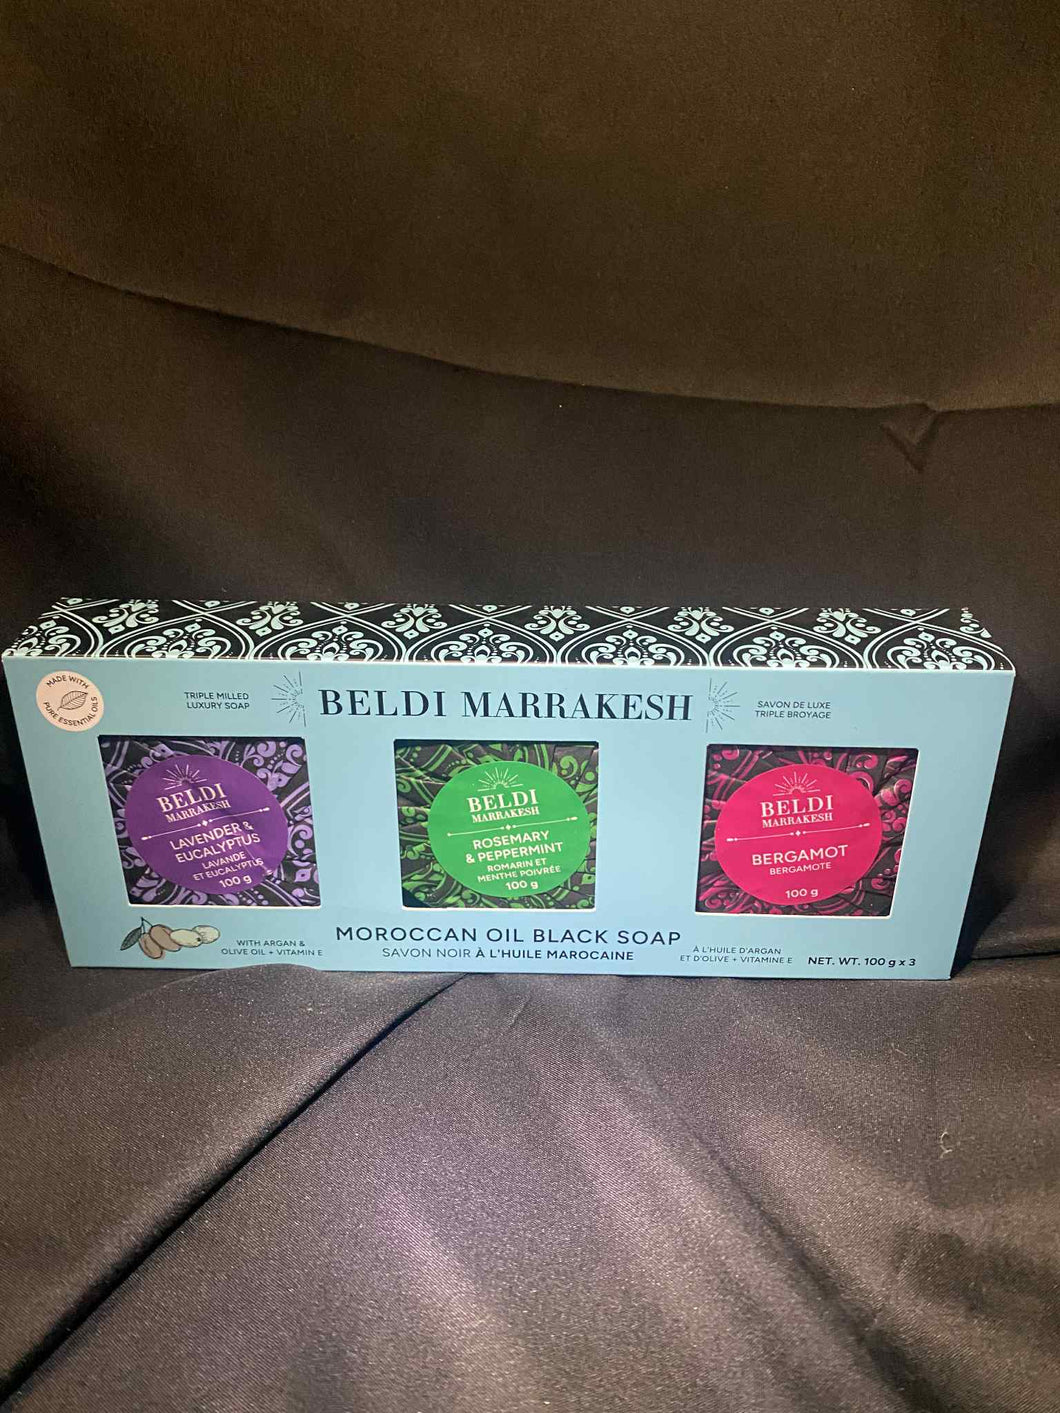 MADE WITH
PURE ESSENTIAL OILS
TRIPLE MILLED
LUXURY SOAP
BELDI MARRAKESH
SAVON DE LUXE
TRIPLE BROYAGE
BELDI
MARRAKESH
LAVENDER &
EUCALYPTUS
LAVANDE
ET EUCALYPTUS
100 g
BELDI
MARRAKESH
ROSEMARY
& PEPPERMINT
ROMARIN ET
MENTHE POIVRÉE
100 g
BELDI
MARRAKESH
BERGAMOT
BERGAMOTE
100 g
WITH ARGAN &
OLIVE OIL + VITAMIN E
MOROCCAN OIL BLACK SOAP
SAVON NOIR À L'HUILE MAROCAINE
À L'HUILE D'ARGAN
ET D'OLIVE + VITAMINE E
NET. WT. 100 g x 3